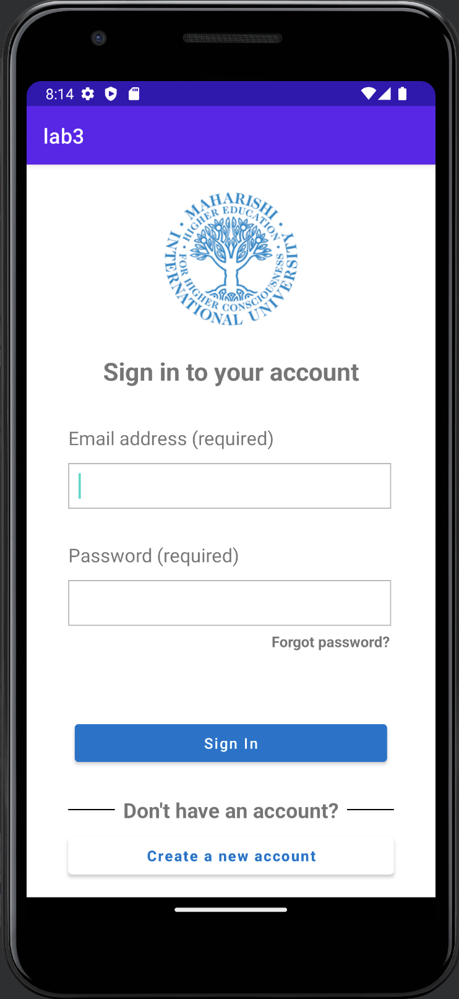 8:14
lab3
MAHARISHI INTERNATIONAL UNIVERSITY
HIGHER EDUCATION FOR HIGHER CONSCIOUSNESS
Sign in to your account
Email address (required)
Password (required)
Forgot password?
Sign In
Don't have an account?
Create a new account